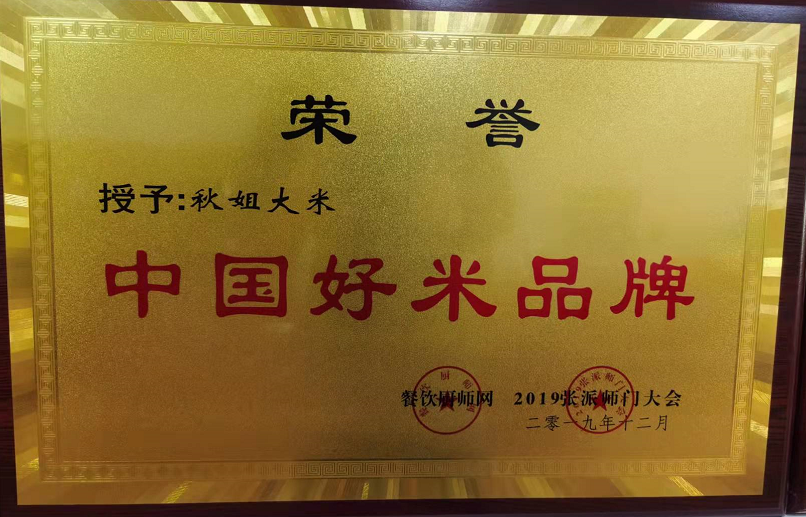 荣誉
授予:秋姐大米
中国好米品牌
餐饮厨师网 2019张派师门大会
二零一九年十二月